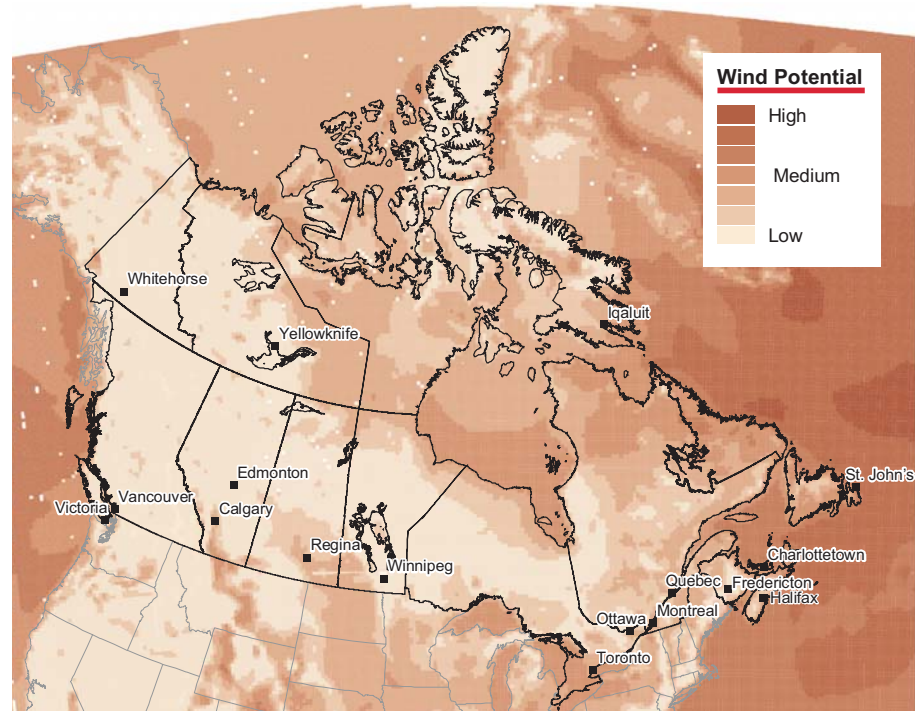 Wind Potential
High
Medium
Low
Whitehorse
Yellowknife
Iqaluit
Edmonton
Calgary
Vancouver
Victoria
Regina
Winnipeg
St. John's
Charlottetown
Quebec
Fredericton
Halifax
Ottawa
Montreal
Toronto